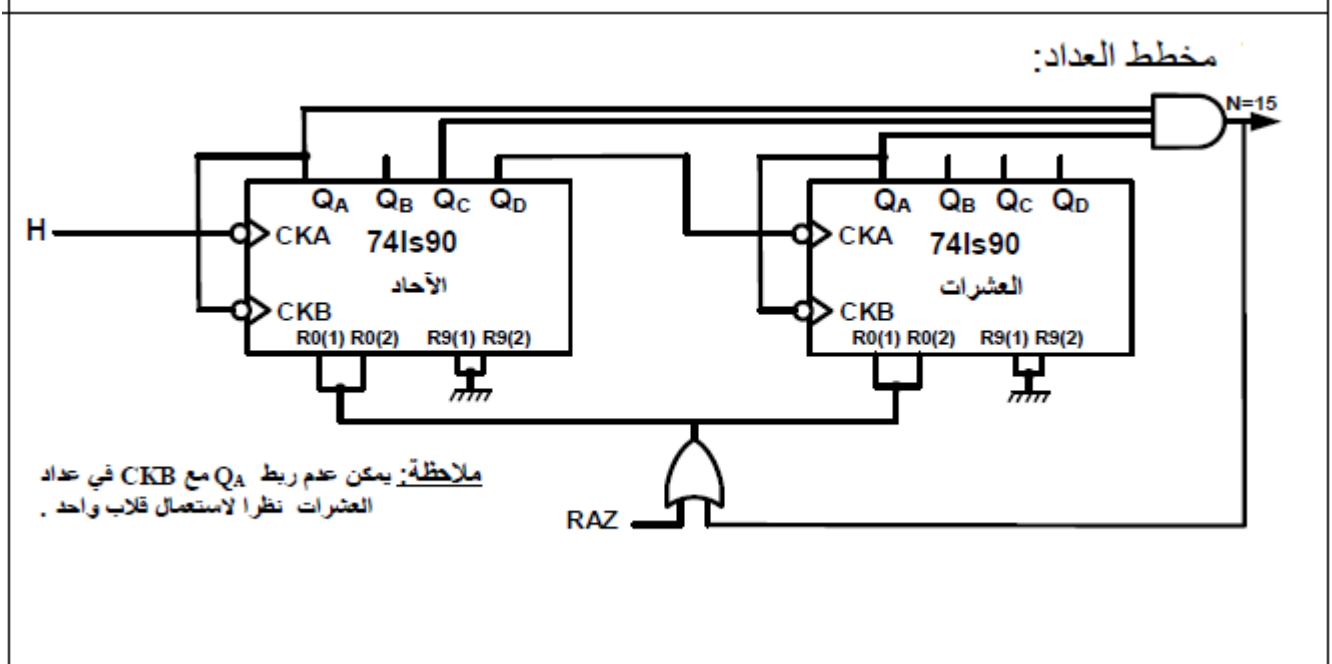 مخطط العداد:
N=15
QA QB QC QD
QA QB QC QD
H
CKA
74ls90
CKA
74ls90
الآحاد
العشرات
CKB
CKB
R0(1) R0(2) R9(1) R9(2)
R0(1) R0(2) R9(1) R9(2)
ملاحظة: يمكن عدم ربط QA مع CKB في عداد
العشرات نظرا لاستعمال قلاب واحد .
RAZ